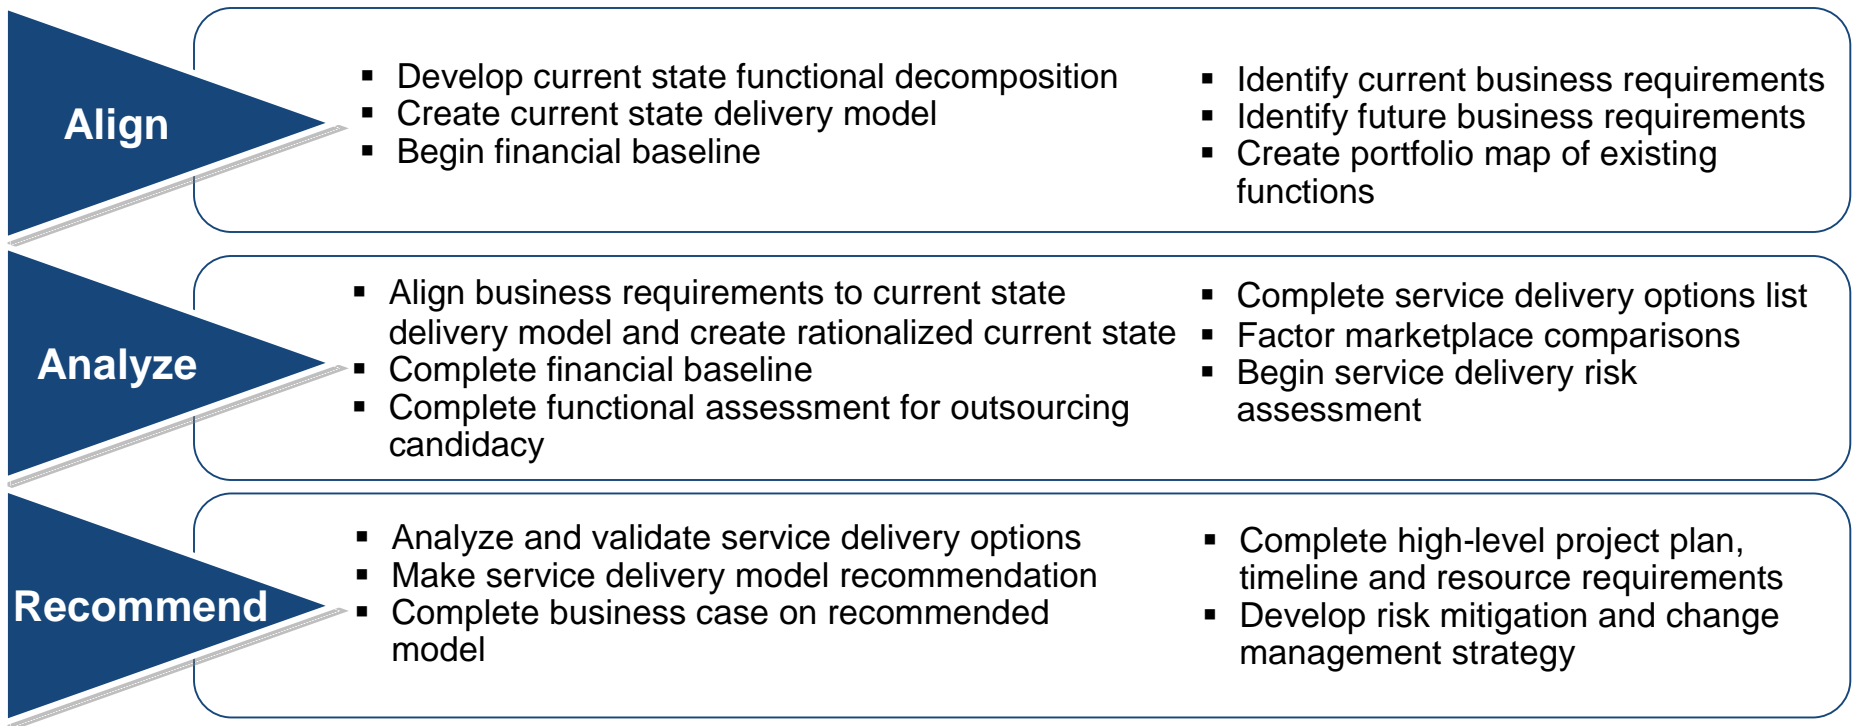 Align
▪ Develop current state functional decomposition
▪ Create current state delivery model
▪ Begin financial baseline
▪ Identify current business requirements
▪ Identify future business requirements
▪ Create portfolio map of existing
functions
Analyze
▪ Align business requirements to current state
delivery model and create rationalized current state
▪ Complete financial baseline
▪ Complete functional assessment for outsourcing
candidacy
▪ Complete service delivery options list
▪ Factor marketplace comparisons
▪ Begin service delivery risk
assessment
Recommend
▪ Analyze and validate service delivery options
▪ Make service delivery model recommendation
▪ Complete business case on recommended
model
▪ Complete high-level project plan,
timeline and resource requirements
▪ Develop risk mitigation and change
management strategy